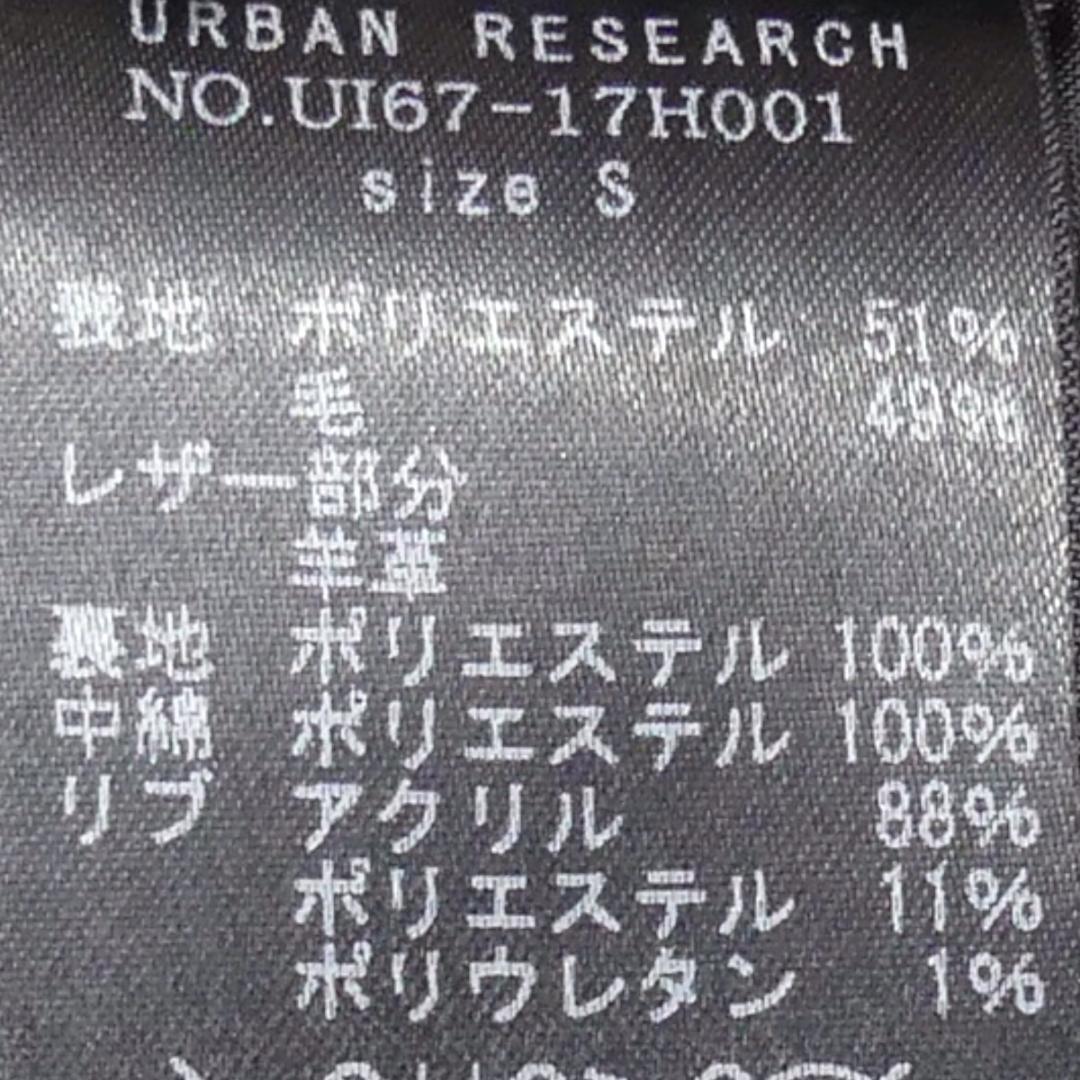 URBAN RESEARCH
NO.UI67-17H001
size S
表地 ポリエステル 51%
毛 49%
レザー部分
羊革
裏地 ポリエステル 100%
中綿 ポリエステル 100%
リブ アクリル 88%
ポリエステル 11%
ポリウレタン 1%